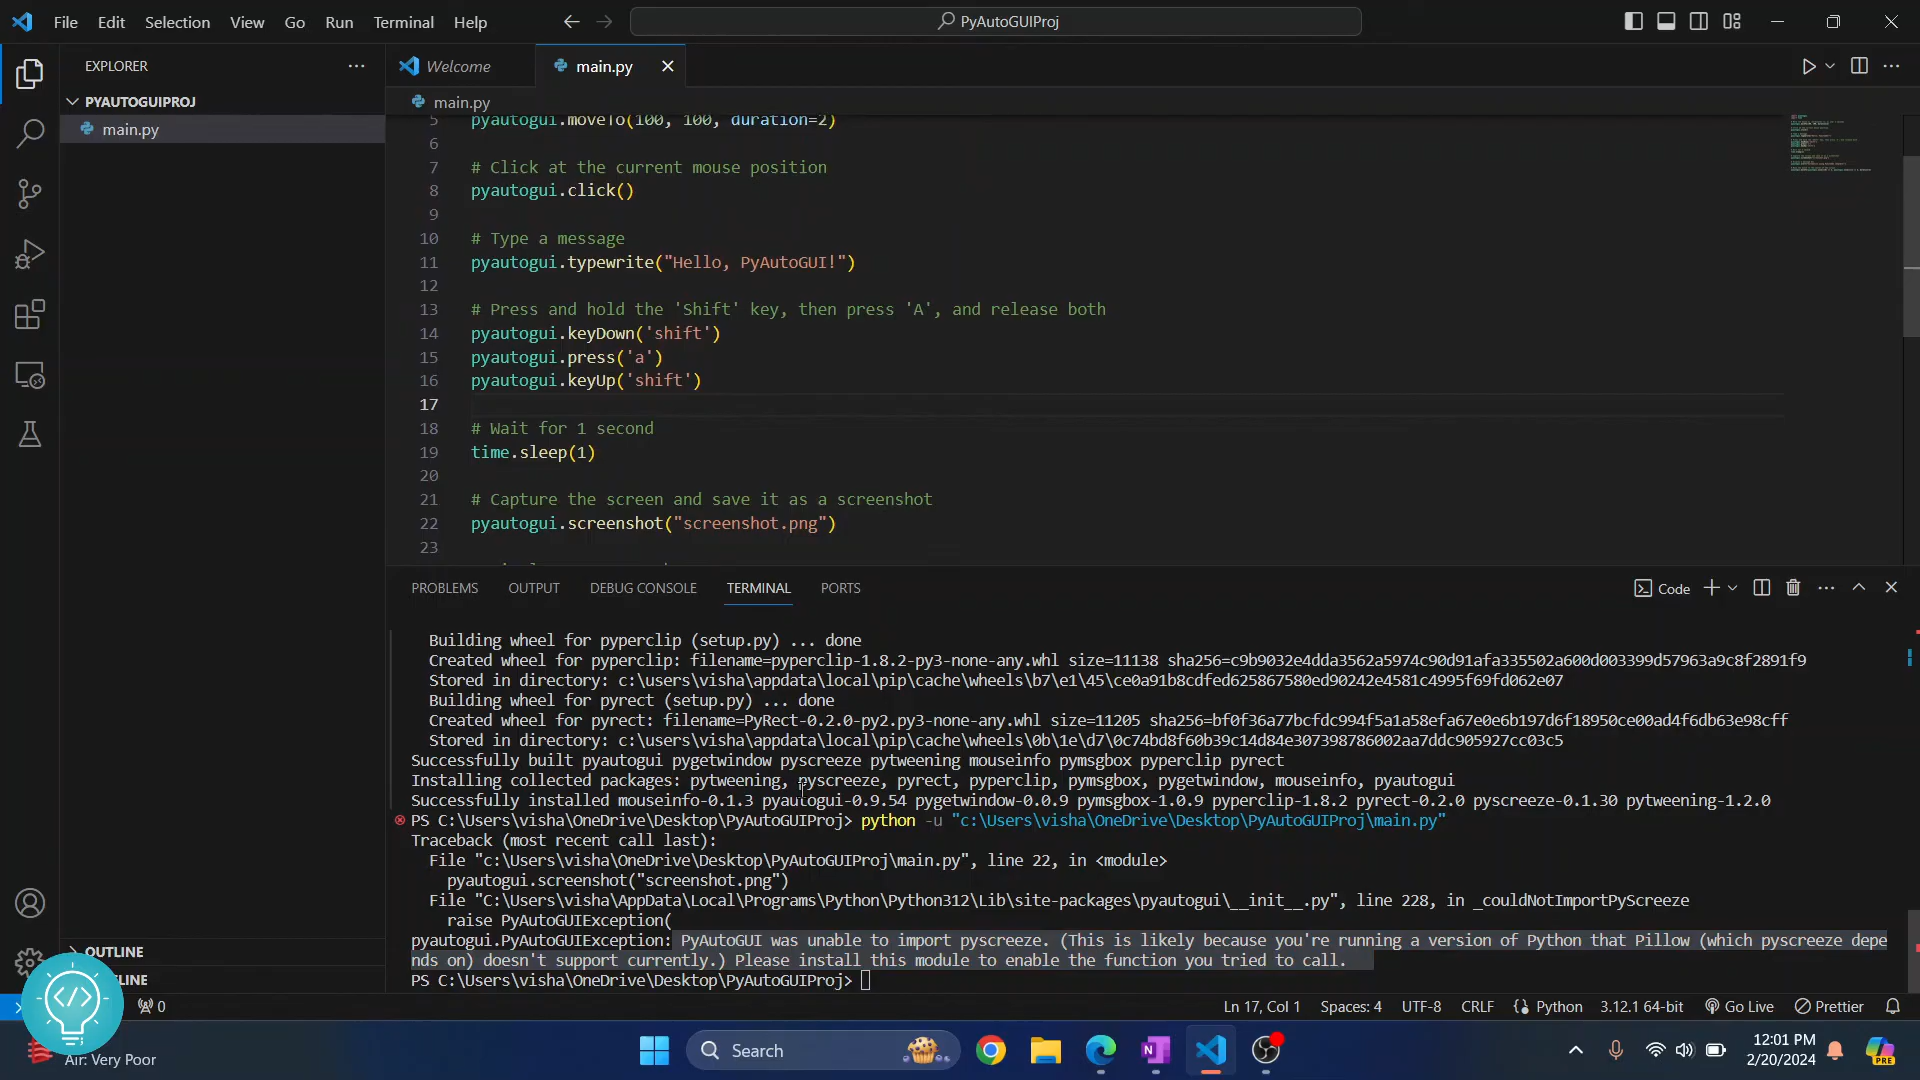 File Edit Selection View Go Run Terminal Help
PyAutoGUIProj
EXPLORER
PYAUTOGUIPROJ
main.py
OUTLINE
Welcome
main.py
main.py
5 pyautogui.moveTo(100, 100, duration=2)
6
7 # Click at the current mouse position
8 pyautogui.click()
9
10 # Type a message
11 pyautogui.typewrite("Hello, PyAutoGUI!")
12
13 # Press and hold the 'Shift' key, then press 'A', and release both
14 pyautogui.keyDown('shift')
15 pyautogui.press('a')
16 pyautogui.keyUp('shift')
17
18 # Wait for 1 second
19 time.sleep(1)
20
21 # Capture the screen and save it as a screenshot
22 pyautogui.screenshot("screenshot.png")
23
PROBLEMS OUTPUT DEBUG CONSOLE TERMINAL PORTS
Code
Building wheel for pyperclip (setup.py) ... done
Created wheel for pyperclip: filename=pyperclip-1.8.2-py3-none-any.whl size=11138 sha256=c9b9032e4dda3562a5974c90d91afa335502a600d003399d57963a9c8f2891f9
Stored in directory: c:\users\visha\appdata\local\pip\cache\wheels\b7\e1\45\ce0a91b8cdfed625867580ed90242e4581c4995f69fd062e07
Building wheel for pyrect (setup.py) ... done
Created wheel for pyrect: filename=PyRect-0.2.0-py2.py3-none-any.whl size=11205 sha256=bf0f36a77bcfdc994f5a1a58efa67e0e6b197d6f18950ce00ad4f6db63e98cff
Stored in directory: c:\users\visha\appdata\local\pip\cache\wheels\0b\1e\d7\0c74bd8f60b39c14d84e307398786002aa7ddc905927cc03c5
Successfully built pyautogui pygetwindow pyscreeze pytweening mouseinfo pymsgbox pyperclip pyrect
Installing collected packages: pytweening, pyscreeze, pyrect, pyperclip, pymsgbox, pygetwindow, mouseinfo, pyautogui
Successfully installed mouseinfo-0.1.3 pyautogui-0.9.54 pygetwindow-0.0.9 pymsgbox-1.0.9 pyperclip-1.8.2 pyrect-0.2.0 pyscreeze-0.1.30 pytweening-1.2.0
PS C:\Users\visha\OneDrive\Desktop\PyAutoGUIProj> python -u "c:\Users\visha\OneDrive\Desktop\PyAutoGUIProj\main.py"
Traceback (most recent call last):
File "c:\Users\visha\OneDrive\Desktop\PyAutoGUIProj\main.py", line 22, in <module>
pyautogui.screenshot("screenshot.png")
File "C:\Users\visha\AppData\Local\Programs\Python\Python312\Lib\site-packages\pyautogui\__init__.py", line 228, in _couldNotImportPyScreeze
raise PyAutoGUIException(
pyautogui.PyAutoGUIException: PyAutoGUI was unable to import pyscreeze. (This is likely because you're running a version of Python that Pillow (which pyscreeze depe
nds on) doesn't support currently.) Please install this module to enable the function you tried to call.
PS C:\Users\visha\OneDrive\Desktop\PyAutoGUIProj>
0
Ln 17, Col 1 Spaces: 4 UTF-8 CRLF Python 3.12.1 64-bit Go Live Prettier
Air: Very Poor
Search
12:01 PM
2/20/2024
PRE